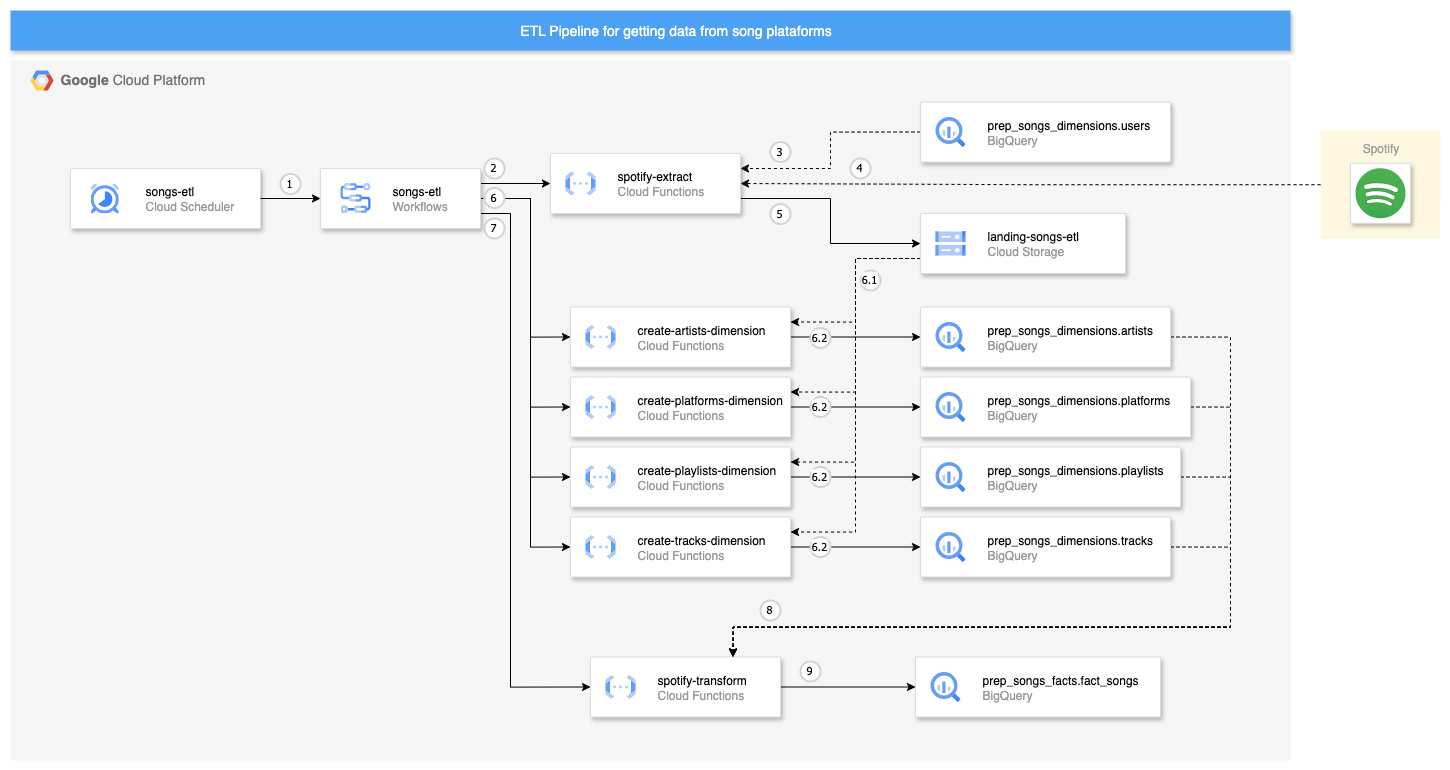 ETL Pipeline for getting data from song plataforms
Google Cloud Platform
songs-etl
Cloud Scheduler
1
songs-etl
Workflows
2
6
7
spotify-extract
Cloud Functions
3
4
5
prep_songs_dimensions.users
BigQuery
Spotify
landing-songs-etl
Cloud Storage
6.1
create-artists-dimension
Cloud Functions
6.2
prep_songs_dimensions.artists
BigQuery
create-platforms-dimension
Cloud Functions
6.2
prep_songs_dimensions.platforms
BigQuery
create-playlists-dimension
Cloud Functions
6.2
prep_songs_dimensions.playlists
BigQuery
create-tracks-dimension
Cloud Functions
6.2
prep_songs_dimensions.tracks
BigQuery
8
spotify-transform
Cloud Functions
9
prep_songs_facts.fact_songs
BigQuery